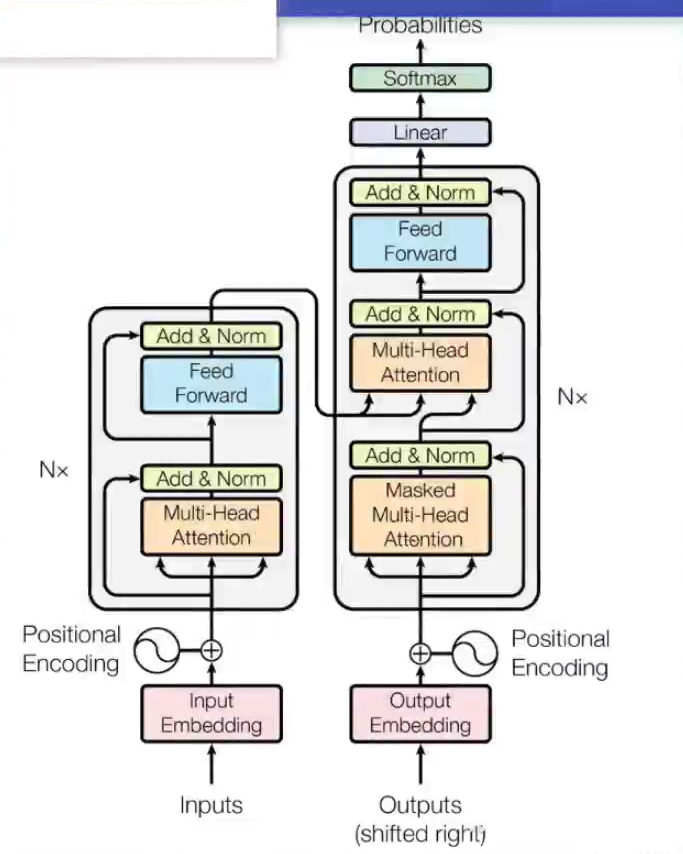 Probabilities
Softmax
Linear
Add & Norm
Feed
Forward
Add & Norm
Multi-Head
Attention
Nx
Add & Norm
Masked
Multi-Head
Attention
Positional
Encoding
Output
Embedding
Outputs
(shifted right)
Add & Norm
Feed
Forward
Nx
Add & Norm
Multi-Head
Attention
Positional
Encoding
Input
Embedding
Inputs